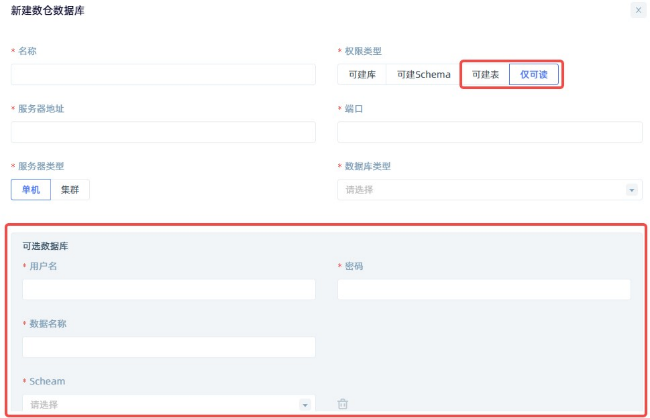 新建数仓数据库
* 名称
* 权限类型
可建库 可建Schema 可建表 仅可读
* 服务器地址
* 端口
* 服务器类型
* 数据库类型
单机 集群
请选择
可选数据库
* 用户名
* 密码
* 数据名称
* Scheam
请选择